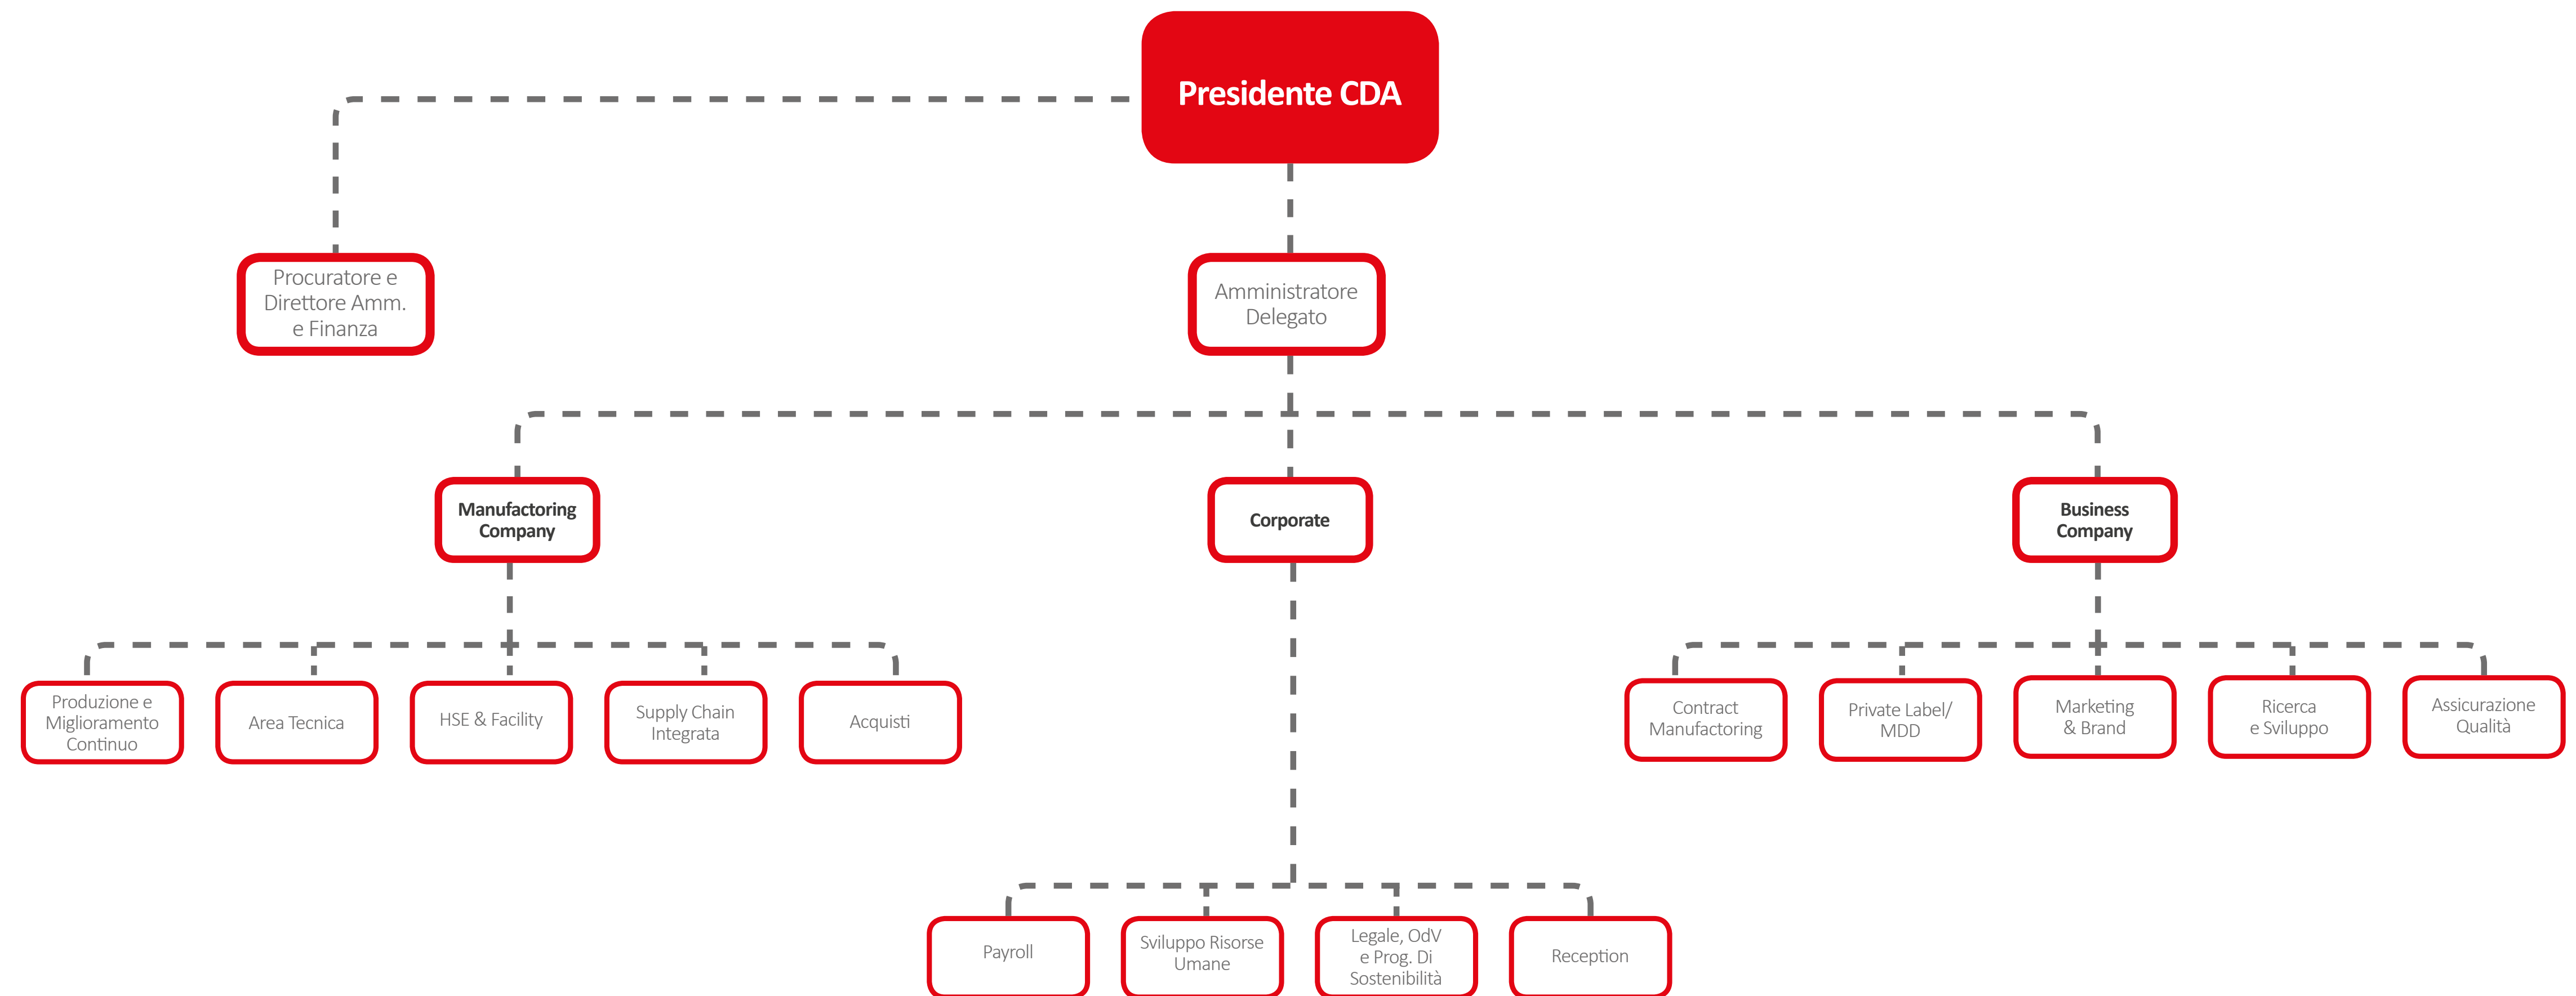 Presidente CDA
Procuratore e
Direttore Amm.
e Finanza
Amministratore
Delegato
Manufactoring
Company
Corporate
Business
Company
Produzione e
Miglioramento
Continuo
Area Tecnica
HSE & Facility
Supply Chain
Integrata
Acquisti
Contract
Manufactoring
Private Label/
MDD
Marketing
& Brand
Ricerca
e Sviluppo
Assicurazione
Qualità
Payroll
Sviluppo Risorse
Umane
Legale, OdV
e Prog. Di
Sostenibilità
Reception